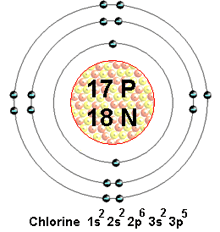 17 P
18 N
Chlorine 1s² 2s² 2p⁶ 3s² 3p⁵